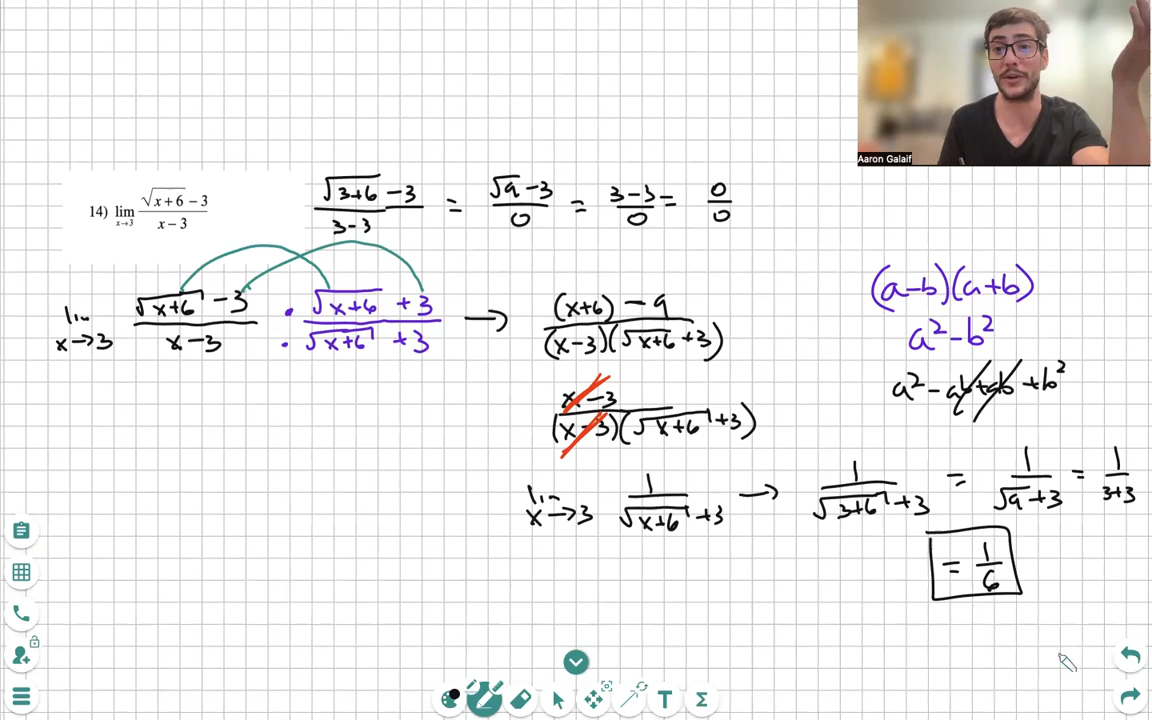 Aaron Galaif
14) lim x→3 (√(x+6) − 3)/(x − 3)
(√(3+6) − 3)/(3−3) = (√9 − 3)/0 = (3−3)/0 = 0/0
lim x→3 (√(x+6) − 3)/(x−3) · (√(x+6) + 3)/(√(x+6) + 3) → ((x+6) − 9)/((x−3)(√(x+6) + 3))
(a−b)(a+b)
a² − b²
a² − ab + ab + b²
(x−3)/((x−3)(√(x+6) + 3))
lim x→3 1/(√(x+6) + 3) → 1/(√(3+6) + 3) = 1/(√9 + 3) = 1/(3+3)
= 1/6
T Σ